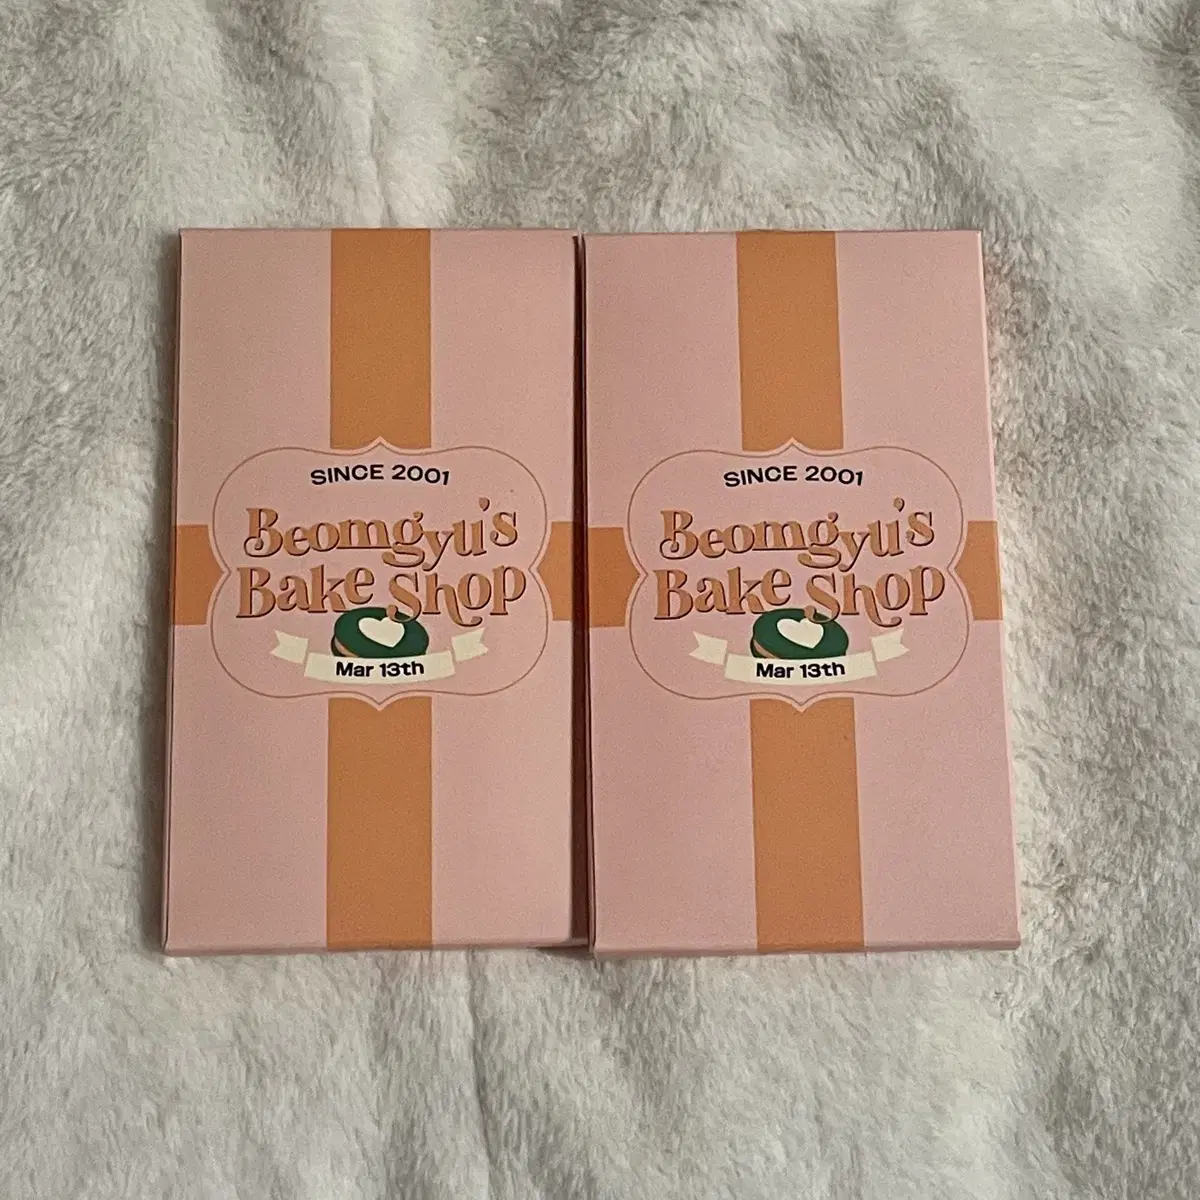 SINCE 2001
Beomgyu's
Bake Shop
Mar 13th
SINCE 2001
Beomgyu's
Bake Shop
Mar 13th